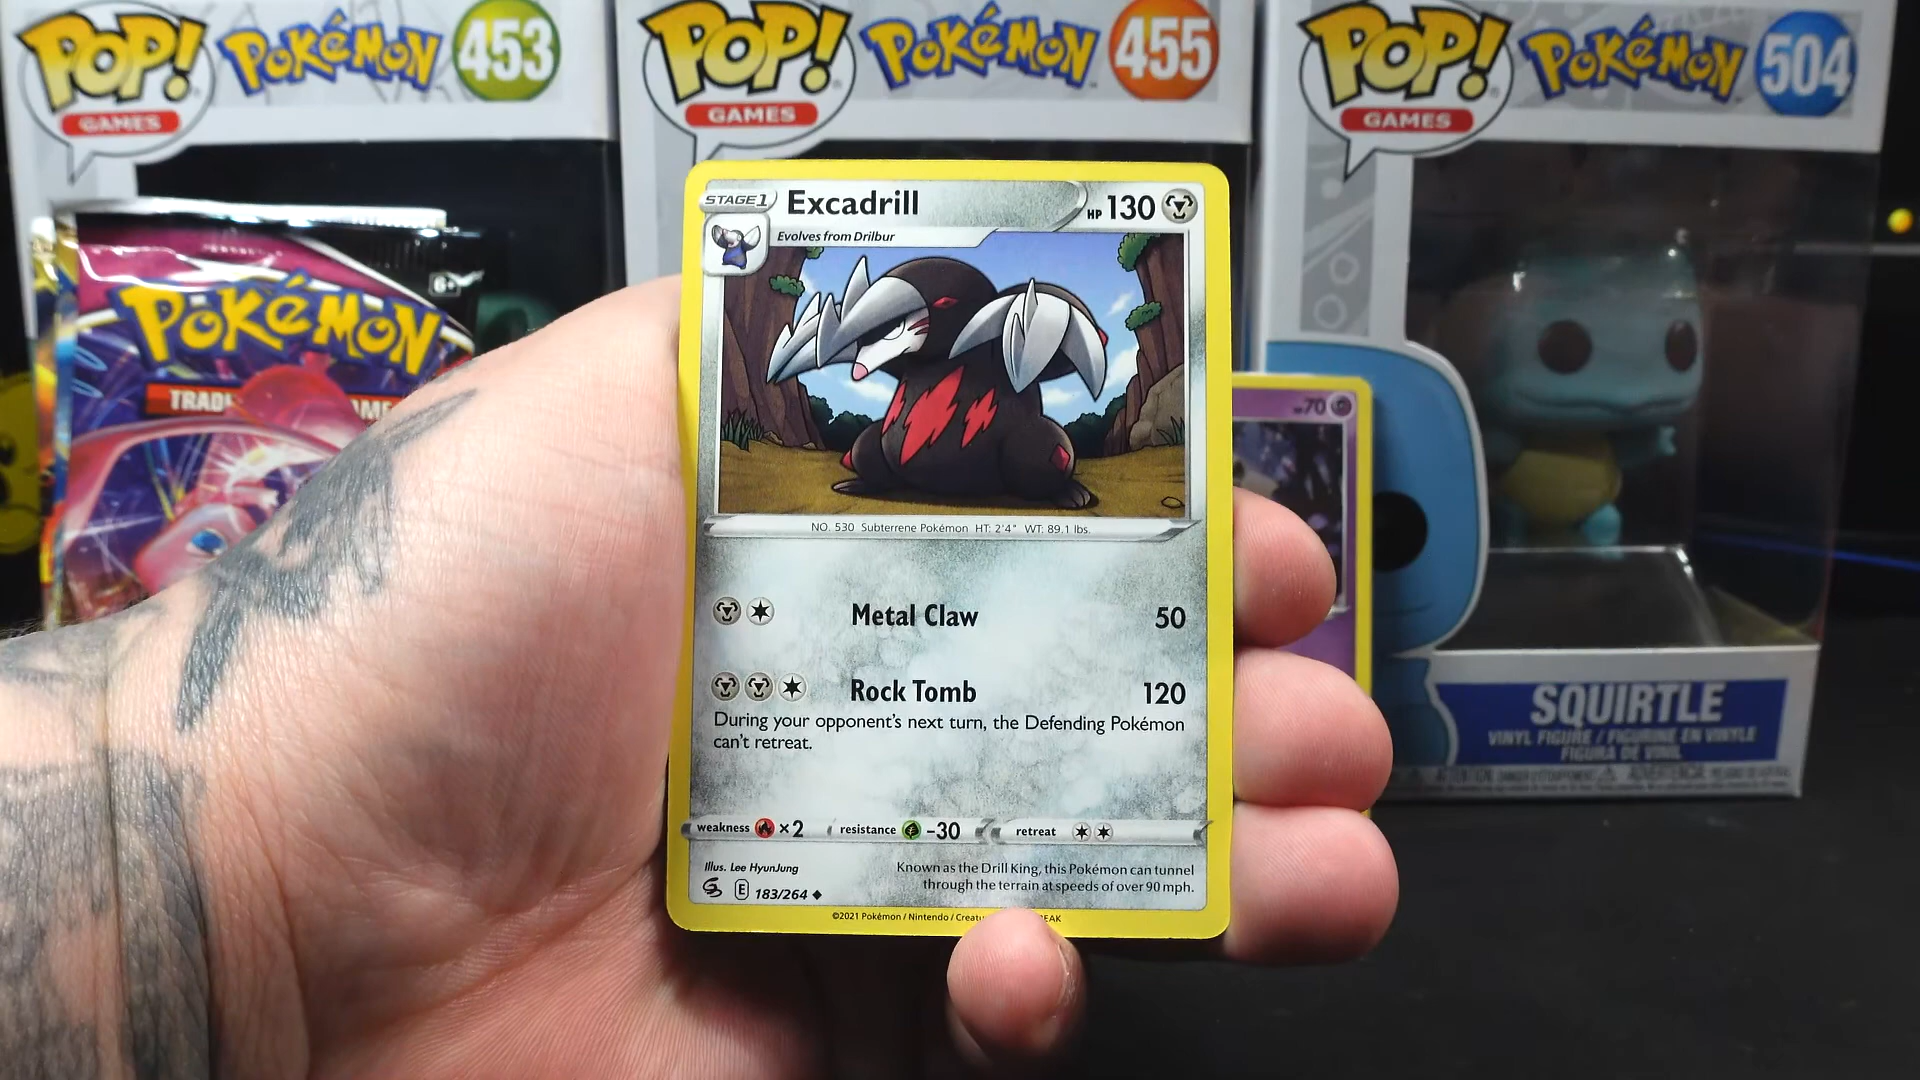 POP!
GAMES
POKéMON
453
POP!
GAMES
POKéMON
455
POP!
GAMES
POKéMON
504
6+
POKéMON
STAGE 1
Excadrill
HP 130
Evolves from Drilbur
NO. 530 Subterrene Pokémon HT: 2'4" WT: 89.1 lbs.
Metal Claw 50
Rock Tomb 120
During your opponent's next turn, the Defending Pokémon
can't retreat.
weakness ×2 resistance -30 retreat
Illus. Lee HyunJung
Known as the Drill King, this Pokémon can tunnel
through the terrain at speeds of over 90 mph.
E 183/264
©2021 Pokémon / Nintendo /
HP 70
SQUIRTLE
VINYL FIGURE / FIGURINE EN VINYLE
FIGURA DE VINIL